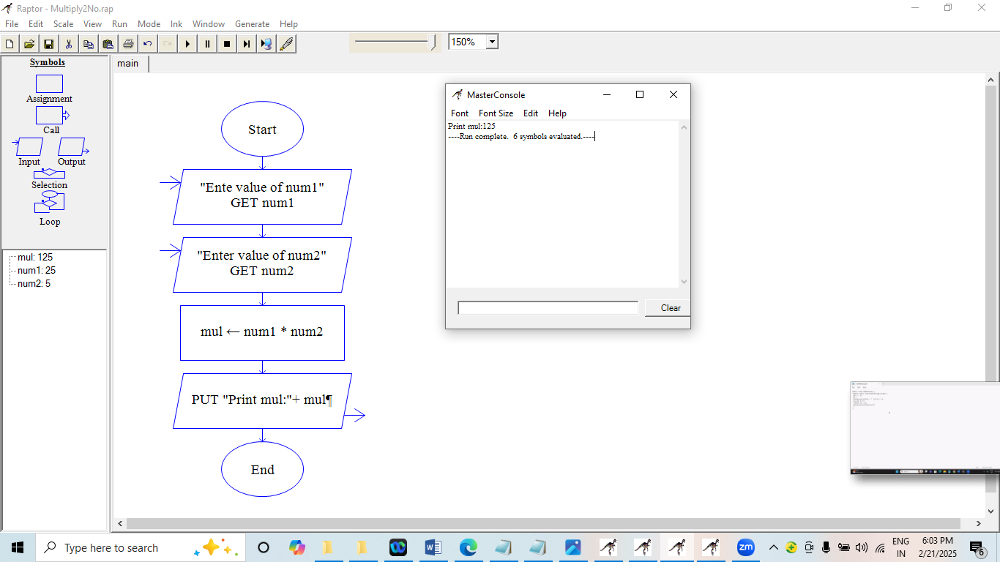 Raptor - Multiply2No.rap
File Edit Scale View Run Mode Ink Window Generate Help
150%
Symbols
main
Assignment
Call
Input Output
Selection
Loop
mul: 125
num1: 25
num2: 5
Start
"Ente value of num1"
GET num1
"Enter value of num2"
GET num2
mul ← num1 * num2
PUT "Print mul:"+ mul¶
End
MasterConsole
Font Font Size Edit Help
Print mul:125
----Run complete.  6 symbols evaluated.----
Clear
Type here to search
W
zm
ENG
IN
6:03 PM
2/21/2025
6